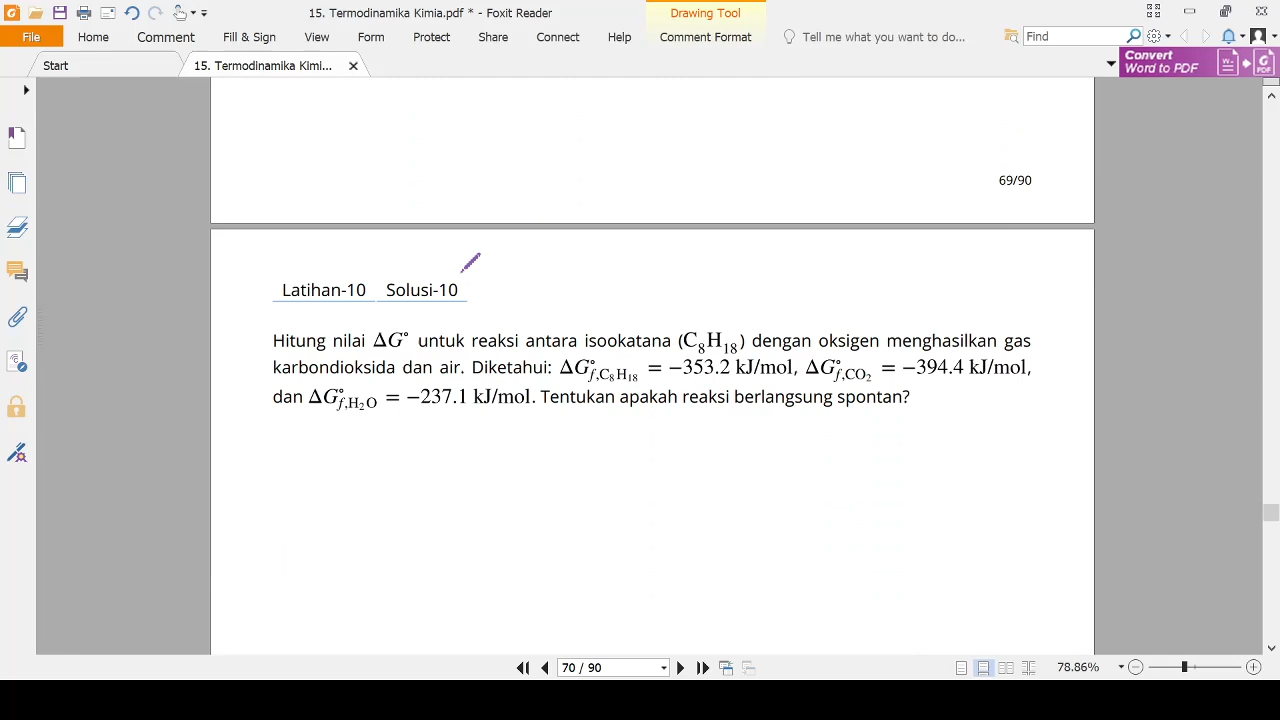 15. Termodinamika Kimia.pdf * - Foxit Reader
Drawing Tool
File Home Comment Fill & Sign View Form Protect Share Connect Help Comment Format Tell me what you want to do... Find
Start
15. Termodinamika Kimi...
Convert
Word to PDF
69/90
Latihan-10 Solusi-10
Hitung nilai ΔG° untuk reaksi antara isookatana (C₈H₁₈) dengan oksigen menghasilkan gas
karbondioksida dan air. Diketahui: ΔG°f,C₈H₁₈ = −353.2 kJ/mol, ΔG°f,CO₂ = −394.4 kJ/mol,
dan ΔG°f,H₂O = −237.1 kJ/mol. Tentukan apakah reaksi berlangsung spontan?
70 / 90
78.86%